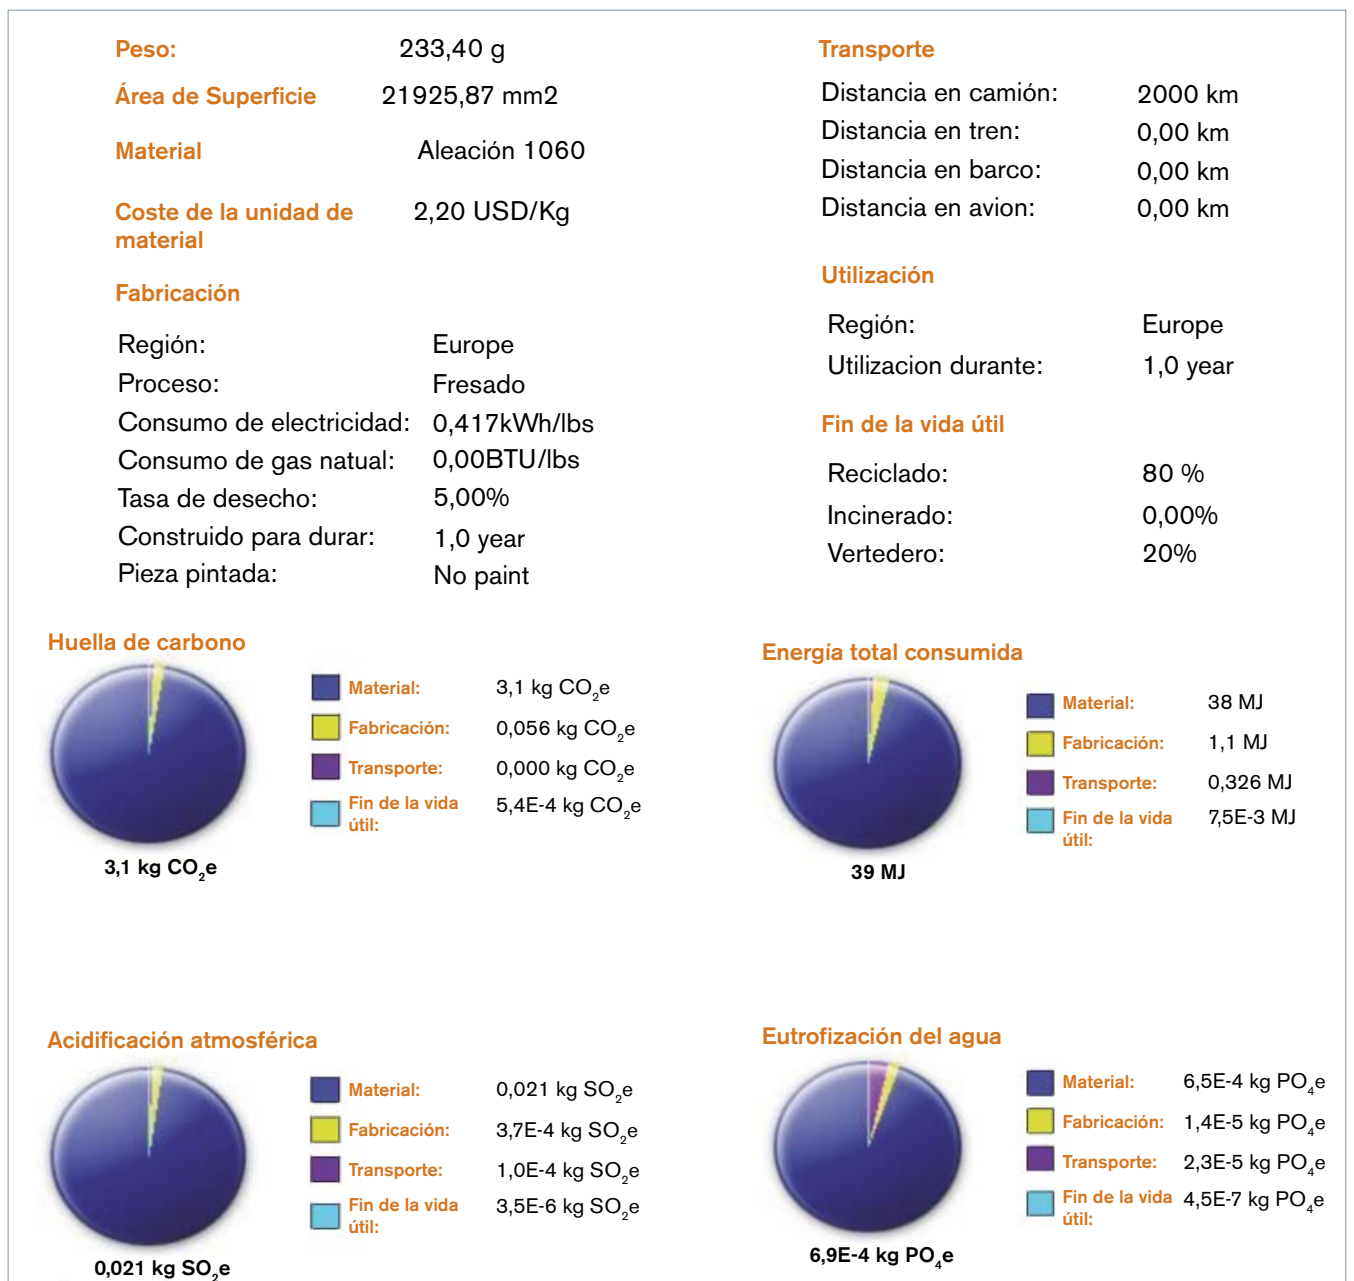 Peso: 233,40 g
Área de Superficie 21925,87 mm2
Material Aleación 1060
Coste de la unidad de 2,20 USD/Kg
material
Fabricación
Región: Europe
Proceso: Fresado
Consumo de electricidad: 0,417kWh/lbs
Consumo de gas natual: 0,00BTU/lbs
Tasa de desecho: 5,00%
Construido para durar: 1,0 year
Pieza pintada: No paint
Transporte
Distancia en camión: 2000 km
Distancia en tren: 0,00 km
Distancia en barco: 0,00 km
Distancia en avion: 0,00 km
Utilización
Región: Europe
Utilizacion durante: 1,0 year
Fin de la vida útil
Reciclado: 80 %
Incinerado: 0,00%
Vertedero: 20%
Huella de carbono
Material: 3,1 kg CO₂e
Fabricación: 0,056 kg CO₂e
Transporte: 0,000 kg CO₂e
Fin de la vida 5,4E-4 kg CO₂e
útil:
3,1 kg CO₂e
Energía total consumida
Material: 38 MJ
Fabricación: 1,1 MJ
Transporte: 0,326 MJ
Fin de la vida 7,5E-3 MJ
útil:
39 MJ
Acidificación atmosférica
Material: 0,021 kg SO₂e
Fabricación: 3,7E-4 kg SO₂e
Transporte: 1,0E-4 kg SO₂e
Fin de la vida 3,5E-6 kg SO₂e
útil:
0,021 kg SO₂e
Eutrofización del agua
Material: 6,5E-4 kg PO₄e
Fabricación: 1,4E-5 kg PO₄e
Transporte: 2,3E-5 kg PO₄e
Fin de la vida 4,5E-7 kg PO₄e
útil:
6,9E-4 kg PO₄e